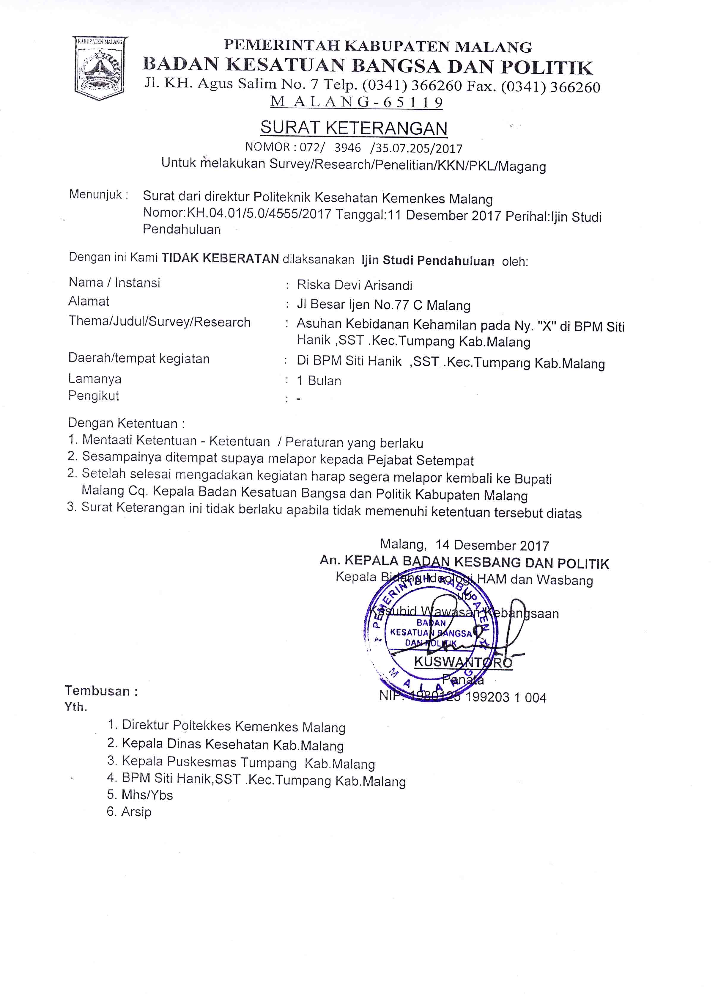 KABUPATEN MALANG
PEMERINTAH KABUPATEN MALANG
BADAN KESATUAN BANGSA DAN POLITIK
Jl. KH. Agus Salim No. 7 Telp. (0341) 366260 Fax. (0341) 366260
M A L A N G - 6 5 1 1 9
SURAT KETERANGAN
NOMOR : 072/ 3946 /35.07.205/2017
Untuk melakukan Survey/Research/Penelitian/KKN/PKL/Magang
Menunjuk : Surat dari direktur Politeknik Kesehatan Kemenkes Malang
Nomor:KH.04.01/5.0/4555/2017 Tanggal:11 Desember 2017 Perihal:Ijin Studi
Pendahuluan
Dengan ini Kami TIDAK KEBERATAN dilaksanakan Ijin Studi Pendahuluan oleh:
Nama / Instansi : Riska Devi Arisandi
Alamat : Jl Besar Ijen No.77 C Malang
Thema/Judul/Survey/Research : Asuhan Kebidanan Kehamilan pada Ny. "X" di BPM Siti
Hanik ,SST .Kec.Tumpang Kab.Malang
Daerah/tempat kegiatan : Di BPM Siti Hanik ,SST .Kec.Tumpang Kab.Malang
Lamanya : 1 Bulan
Pengikut : -
Dengan Ketentuan :
1. Mentaati Ketentuan - Ketentuan / Peraturan yang berlaku
2. Sesampainya ditempat supaya melapor kepada Pejabat Setempat
2. Setelah selesai mengadakan kegiatan harap segera melapor kembali ke Bupati
Malang Cq. Kepala Badan Kesatuan Bangsa dan Politik Kabupaten Malang
3. Surat Keterangan ini tidak berlaku apabila tidak memenuhi ketentuan tersebut diatas
Malang, 14 Desember 2017
An. KEPALA BADAN KESBANG DAN POLITIK
Kepala Bidang Ideologi HAM dan Wasbang
ub
Kasubid Wawasan Kebangsaan
PEMERINTAH KABUPATEN
BADAN
KESATUAN BANGSA
DAN POLITIK
MALANG
KUSWANTORO
Penata
NIP. 1980125 199203 1 004
Tembusan :
Yth.
1. Direktur Poltekkes Kemenkes Malang
2. Kepala Dinas Kesehatan Kab.Malang
3. Kepala Puskesmas Tumpang Kab.Malang
4. BPM Siti Hanik,SST .Kec.Tumpang Kab.Malang
5. Mhs/Ybs
6. Arsip